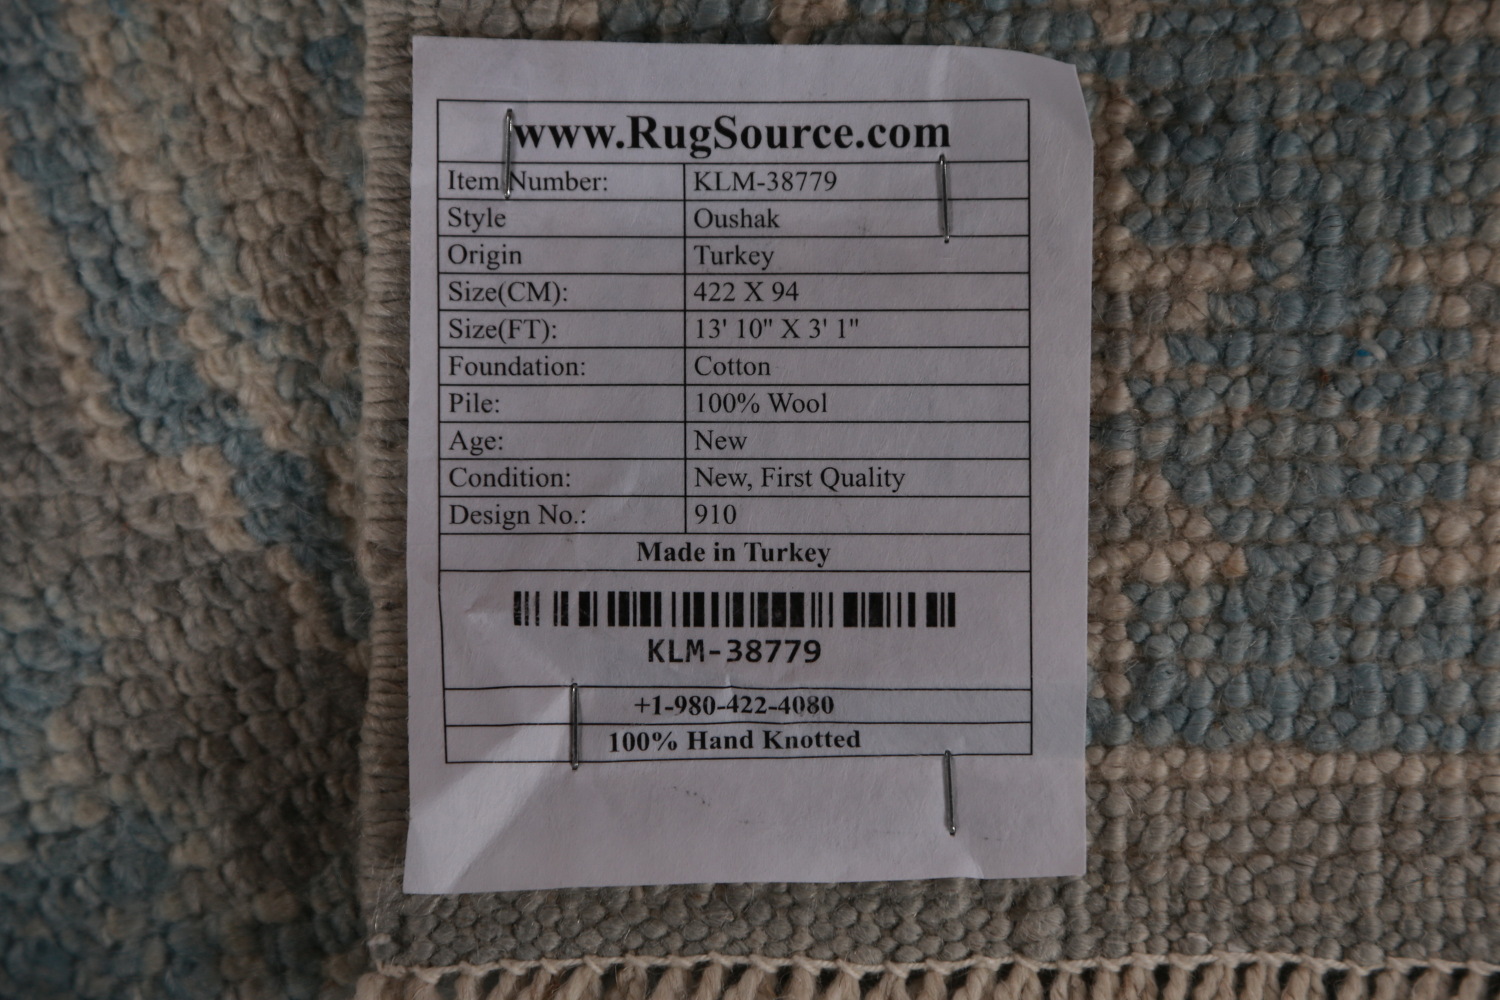 www.RugSource.com
Item Number: KLM-38779
Style Oushak
Origin Turkey
Size(CM): 422 X 94
Size(FT): 13' 10" X 3' 1"
Foundation: Cotton
Pile: 100% Wool
Age: New
Condition: New, First Quality
Design No.: 910
Made in Turkey
KLM-38779
+1-980-422-4080
100% Hand Knotted